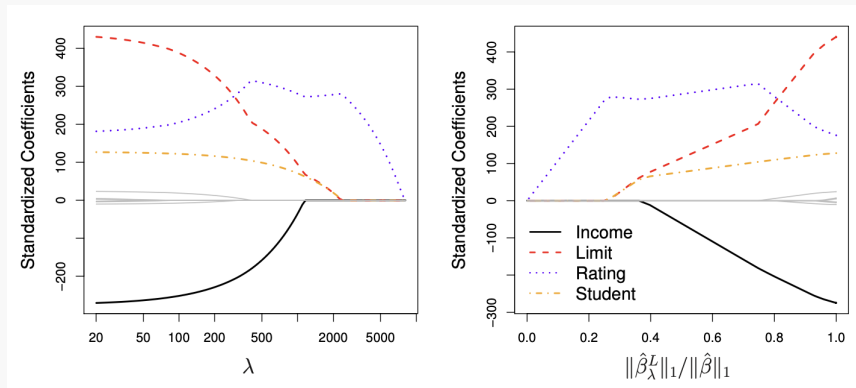 Standardized Coefficients
400
300
200
100
0
−200
20 50 100 200 500 2000 5000
λ
Standardized Coefficients
400
300
200
100
0
−100
−300
Income
Limit
Rating
Student
0.0 0.2 0.4 0.6 0.8 1.0
‖β̂ᴸλ‖₁/‖β̂‖₁